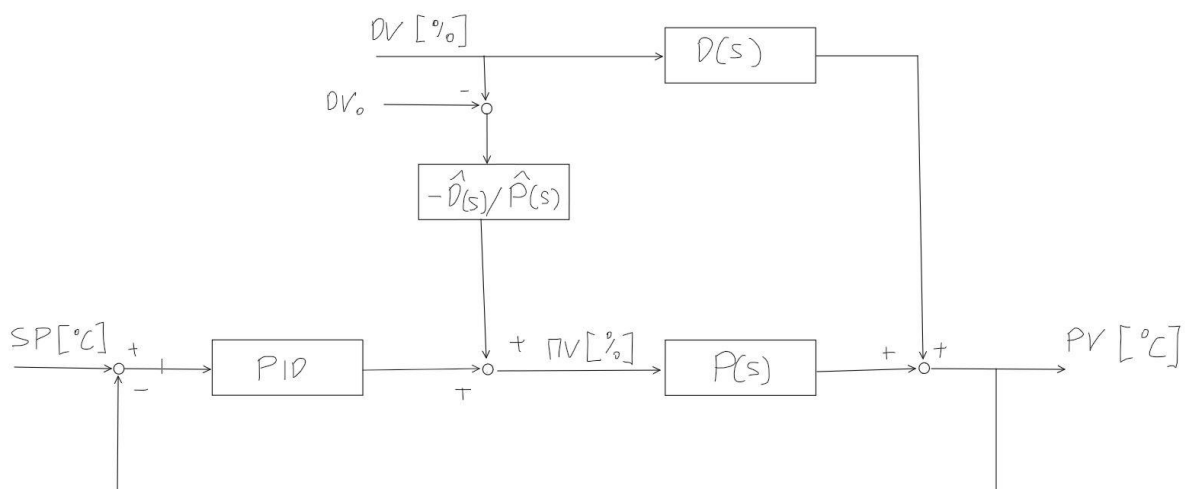 DV [%]
D(s)
-
DV₀
-D̂(s)/P̂(s)
SP[°C]
+
-
PID
+
+
MV[%]
P(s)
+
+
PV [°C]